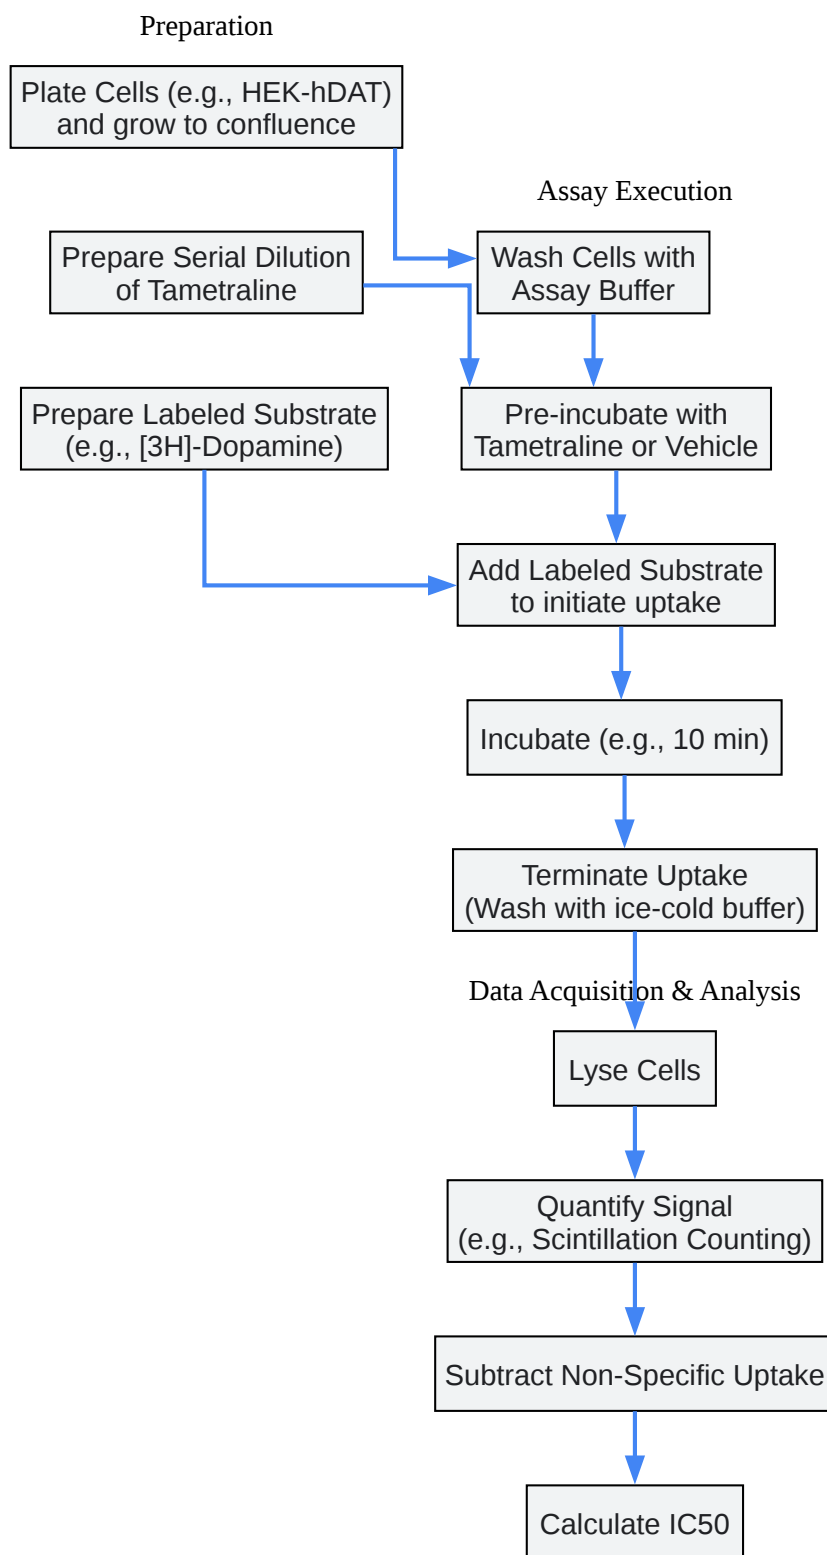 Preparation
Plate Cells (e.g., HEK-hDAT)
and grow to confluence
Assay Execution
Prepare Serial Dilution
of Tametraline
Wash Cells with
Assay Buffer
Prepare Labeled Substrate
(e.g., [3H]-Dopamine)
Pre-incubate with
Tametraline or Vehicle
Add Labeled Substrate
to initiate uptake
Incubate (e.g., 10 min)
Terminate Uptake
(Wash with ice-cold buffer)
Data Acquisition & Analysis
Lyse Cells
Quantify Signal
(e.g., Scintillation Counting)
Subtract Non-Specific Uptake
Calculate IC50